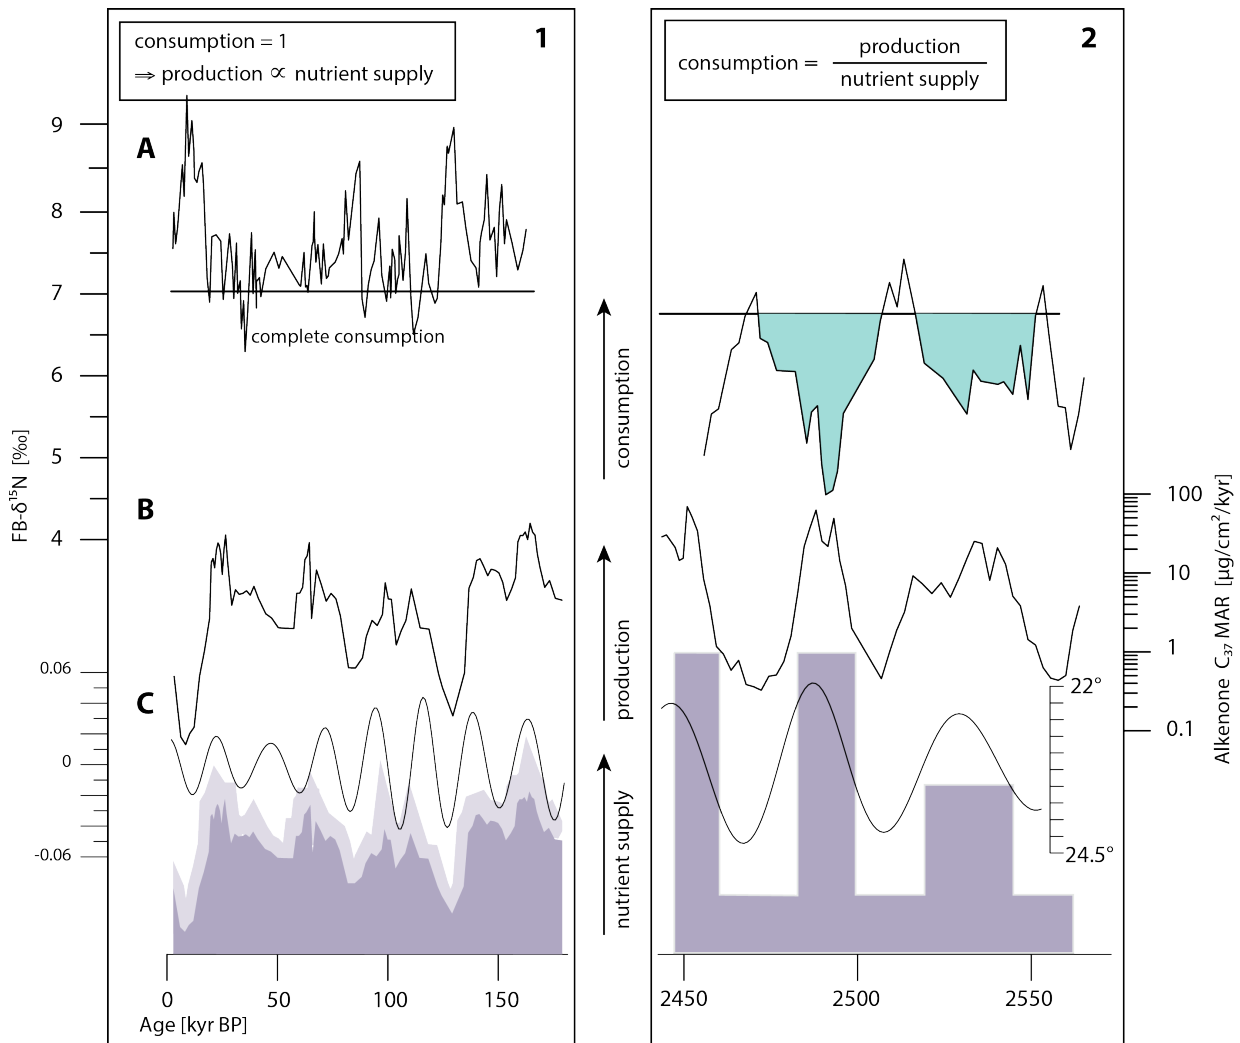 consumption = 1
⇒ production ∝ nutrient supply
1
A
9
8
7
6
5
4
FB-δ¹⁵N [‰]
complete consumption
B
C
0.06
0
-0.06
0
50
100
150
Age [kyr BP]
consumption
production
nutrient supply
consumption = production
nutrient supply
2
100
10
1
0.1
Alkenone C₃₇ MAR [µg/cm²/kyr]
22°
24.5°
2450
2500
2550